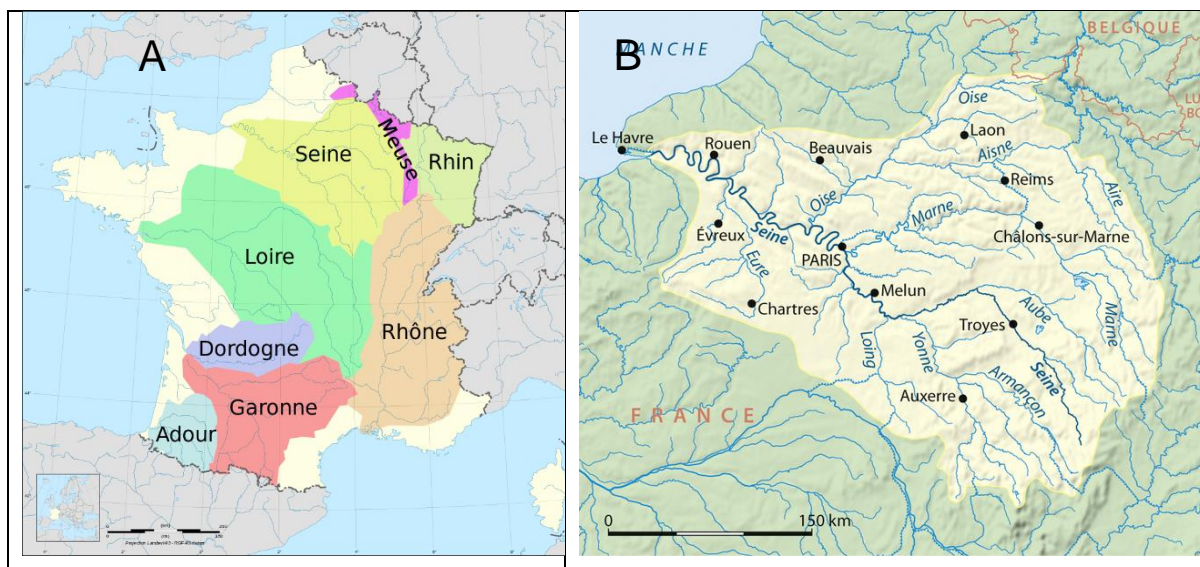 A
Seine
Meuse
Rhin
Loire
Rhône
Dordogne
Garonne
Adour
B
MANCHE
BELGIQUE
LU
Oise
Laon
Le Havre
Rouen
Beauvais
Aisne
Reims
Aire
Oise
Marne
Évreux
Seine
Châlons-sur-Marne
PARIS
Eure
Melun
Chartres
Aube
Marne
Troyes
Loing
Yonne
Seine
Armançon
Auxerre
FRANCE
0
150 km